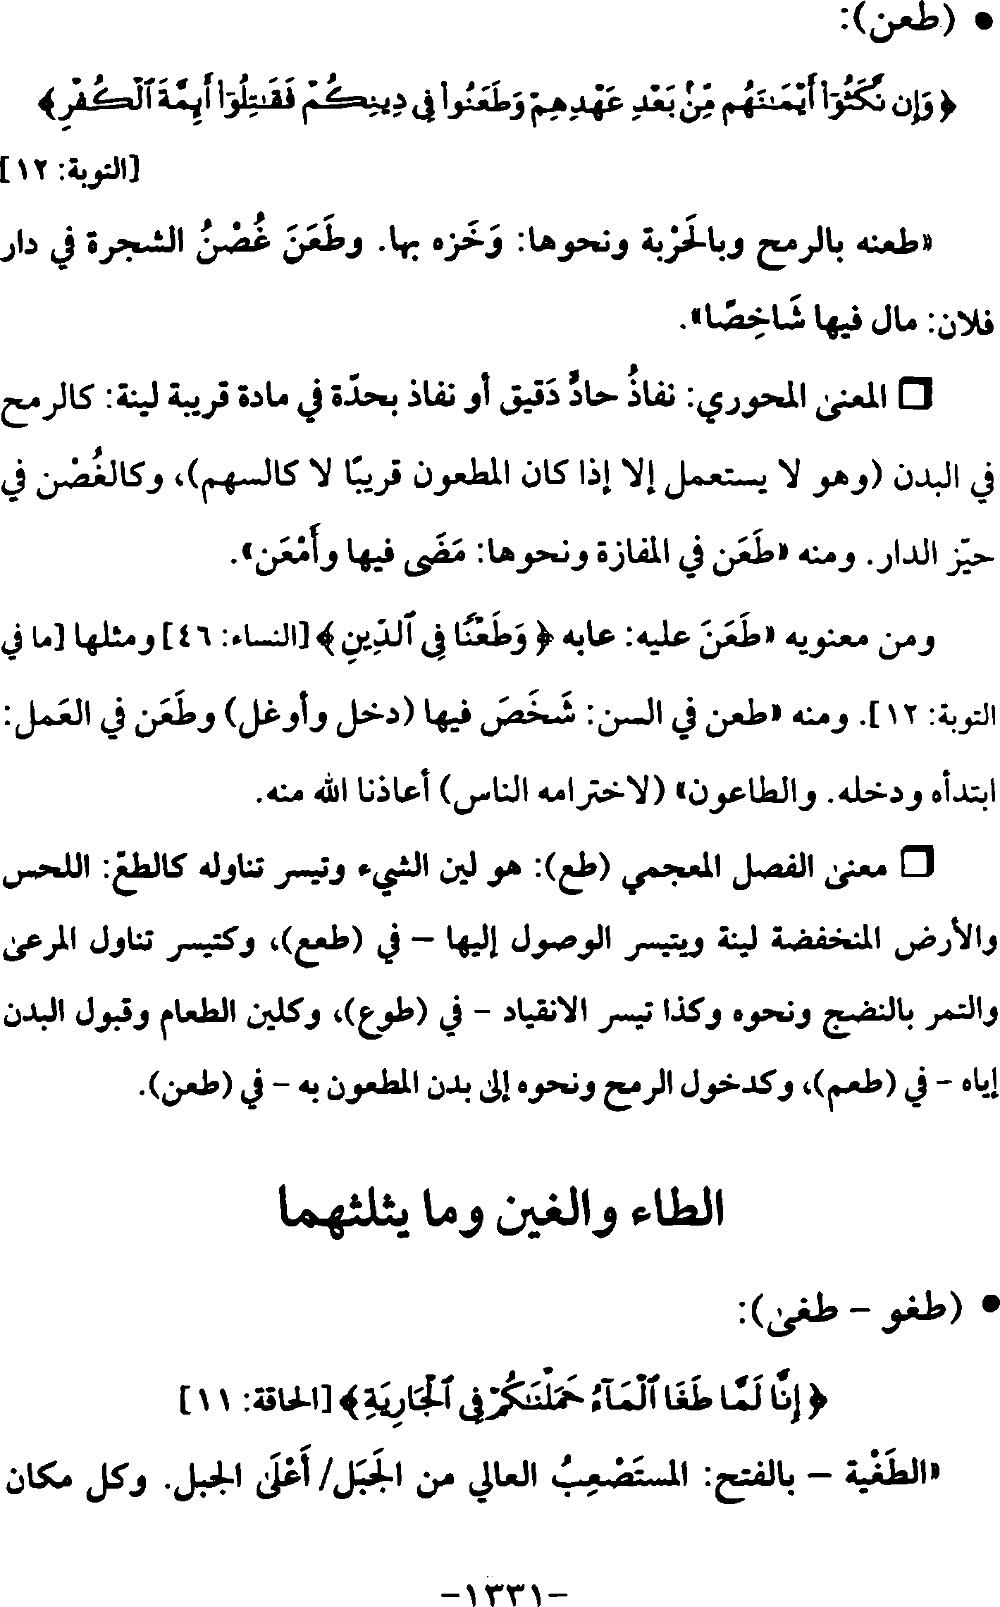 • (طعن):
﴿ وَإِن نَّكَثُوٓا۟ أَيْمَـٰنَهُم مِّنۢ بَعْدِ عَهْدِهِمْ وَطَعَنُوا۟ فِى دِينِكُمْ فَقَـٰتِلُوٓا۟ أَئِمَّةَ ٱلْكُفْرِ ﴾
[التوبة: ١٢]
«طعنه بالرمح وبالحَرْبة ونحوها: وَخَزه بها. وطَعَنَ غُصْنُ الشجرة في دار
فلان: مال فيها شَاخِصًا».
❒ المعنى المحوري: نفاذُ حادٍّ دَقيق أو نفاذ بحدّة في مادة قريبة لينة: كالرمح
في البدن (وهو لا يستعمل إلا إذا كان المطعون قريبًا لا كالسهم)، وكالغُصْن في
حيّز الدار. ومنه «طَعَن في المفازة ونحوها: مَضَى فيها وأَمْعَن».
ومن معنويه «طَعَنَ عليه: عابه ﴿ وَطَعْنًا فِى ٱلدِّينِ ﴾ [النساء: ٤٦] ومثلها [ما في
التوبة: ١٢]. ومنه «طعن في السن: شَخَصَ فيها (دخل وأوغل) وطَعَن في العَمل:
ابتدأه ودخله. والطاعون» (لاخترامه الناس) أعاذنا الله منه.
❒ معنى الفصل المعجمي (طع): هو لين الشيء وتيسر تناوله كالطعّ: اللحس
والأرض المنخفضة لينة ويتيسر الوصول إليها – في (طعع)، وكتيسر تناول المرعى
والتمر بالنضج ونحوه وكذا تيسر الانقياد – في (طوع)، وكلين الطعام وقبول البدن
إياه – في (طعم)، وكدخول الرمح ونحوه إلى بدن المطعون به – في (طعن).
الطاء والغين وما يثلثهما
• (طغو – طغى):
﴿ إِنَّا لَمَّا طَغَا ٱلْمَآءُ حَمَلْنَـٰكُمْ فِى ٱلْجَارِيَةِ ﴾ [الحاقة: ١١]
«الطَغْية – بالفتح: المستَصْعِبُ العالي من الجَبَل/ أَعْلَى الجبل. وكل مكان
–١٣٣١–